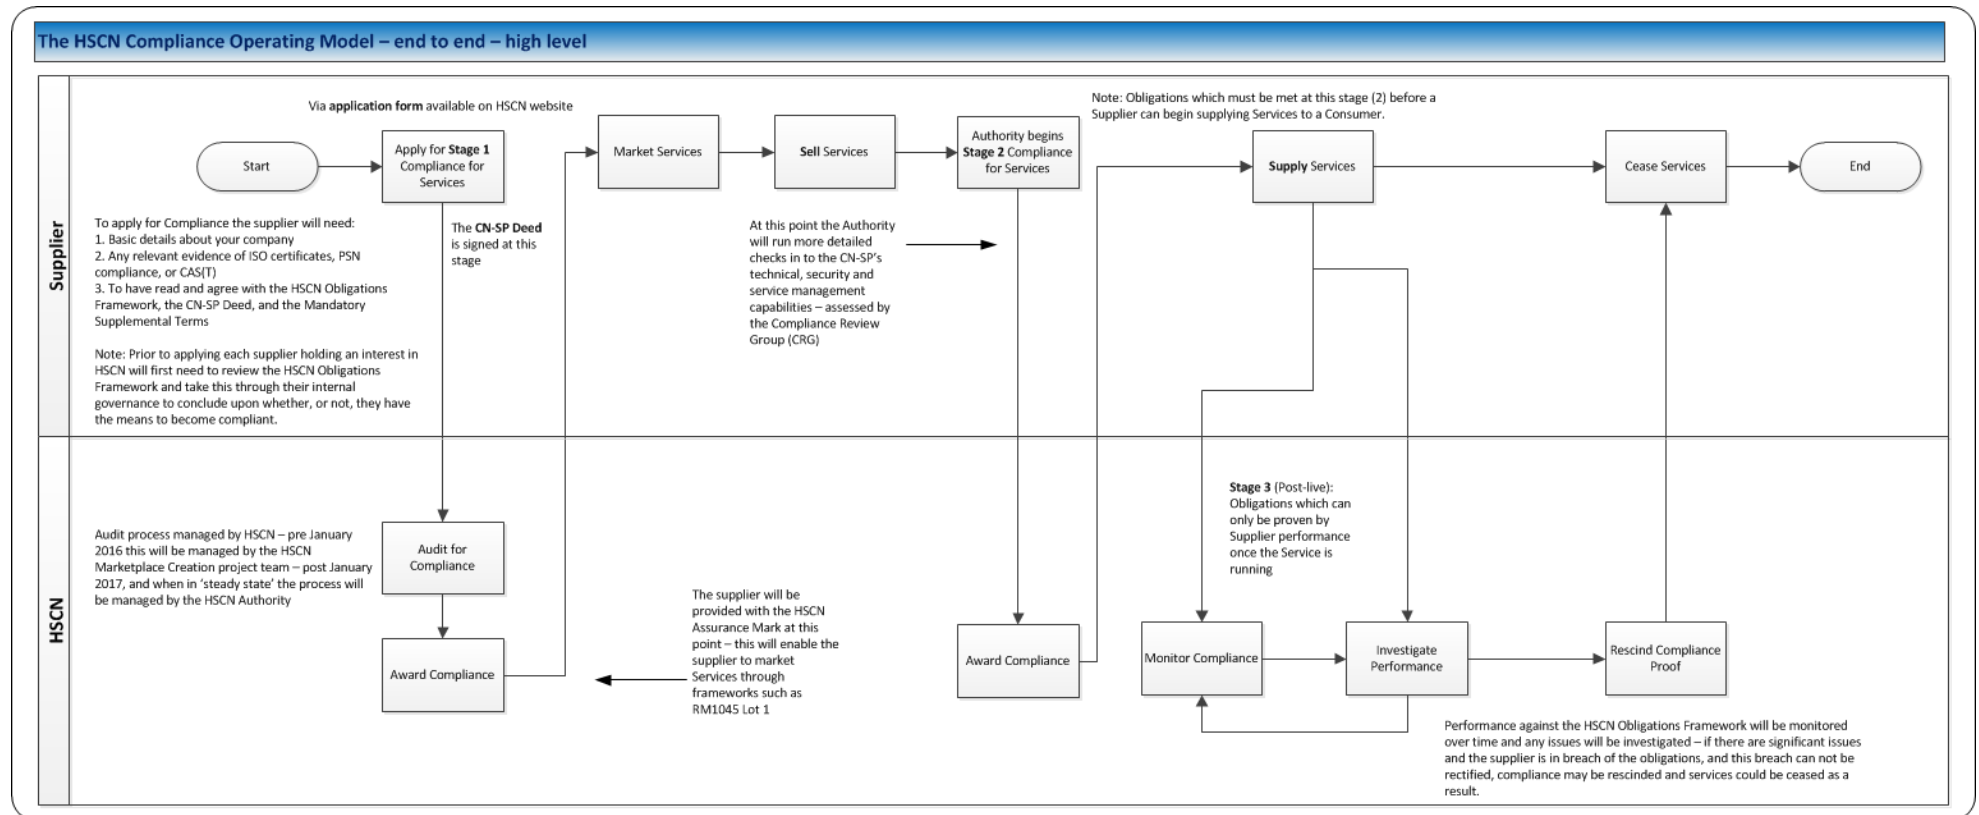 The HSCN Compliance Operating Model – end to end – high level
Supplier
Via application form available on HSCN website
Start
Apply for Stage 1
Compliance for
Services
Market Services
Sell Services
Authority begins
Stage 2 Compliance
for Services
Note: Obligations which must be met at this stage (2) before a
Supplier can begin supplying Services to a Consumer.
Supply Services
Cease Services
End
To apply for Compliance the supplier will need:
1. Basic details about your company
2. Any relevant evidence of ISO certificates, PSN
compliance, or CAS(T)
3. To have read and agree with the HSCN Obligations
Framework, the CN-SP Deed, and the Mandatory
Supplemental Terms
Note: Prior to applying each supplier holding an interest in
HSCN will first need to review the HSCN Obligations
Framework and take this through their internal
governance to conclude upon whether, or not, they have
the means to become compliant.
The CN-SP Deed
is signed at this
stage
At this point the Authority
will run more detailed
checks in to the CN-SP's
technical, security and
service management
capabilities – assessed by
the Compliance Review
Group (CRG)
HSCN
Audit process managed by HSCN – pre January
2016 this will be managed by the HSCN
Marketplace Creation project team – post January
2017, and when in 'steady state' the process will
be managed by the HSCN Authority
Audit for
Compliance
Award Compliance
The supplier will be
provided with the HSCN
Assurance Mark at this
point – this will enable the
supplier to market
Services through
frameworks such as
RM1045 Lot 1
Award Compliance
Stage 3 (Post-live):
Obligations which can
only be proven by
Supplier performance
once the Service is
running
Monitor Compliance
Investigate
Performance
Rescind Compliance
Proof
Performance against the HSCN Obligations Framework will be monitored
over time and any issues will be investigated – if there are significant issues
and the supplier is in breach of the obligations, and this breach can not be
rectified, compliance may be rescinded and services could be ceased as a
result.